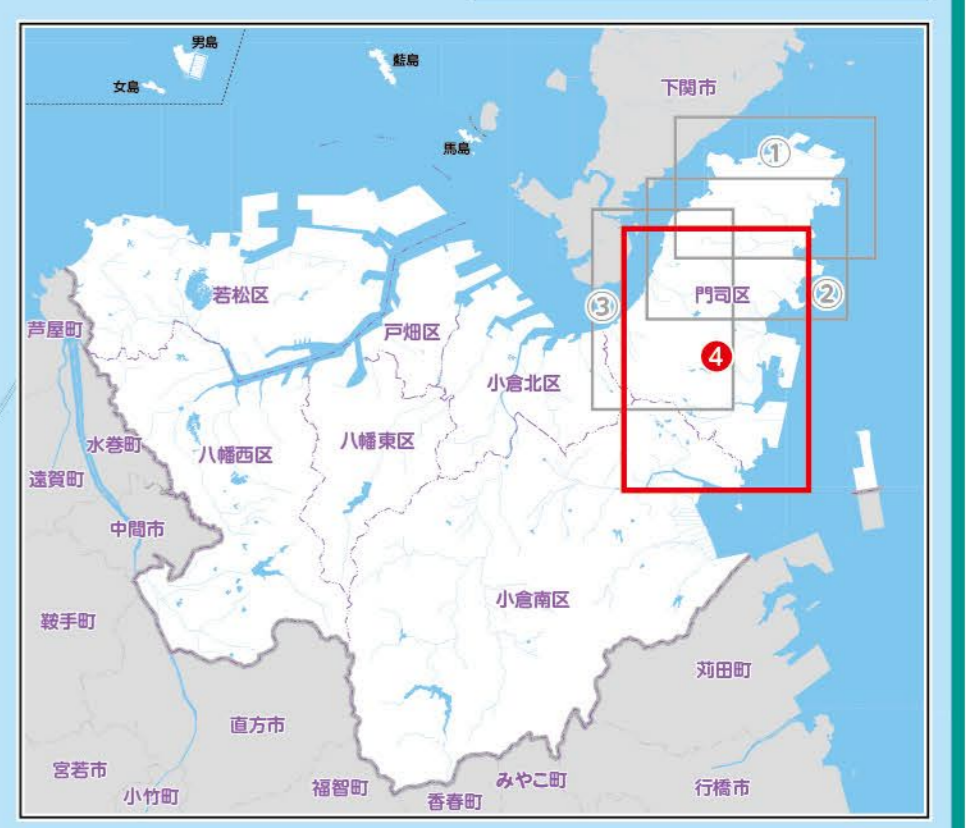 男島
藍島
女島
下関市
馬島
①
若松区
門司区
②
③
芦屋町
戸畑区
④
小倉北区
水巻町
八幡西区
八幡東区
遠賀町
中間市
小倉南区
鞍手町
苅田町
直方市
宮若市
みやこ町
福智町
行橋市
小竹町
香春町